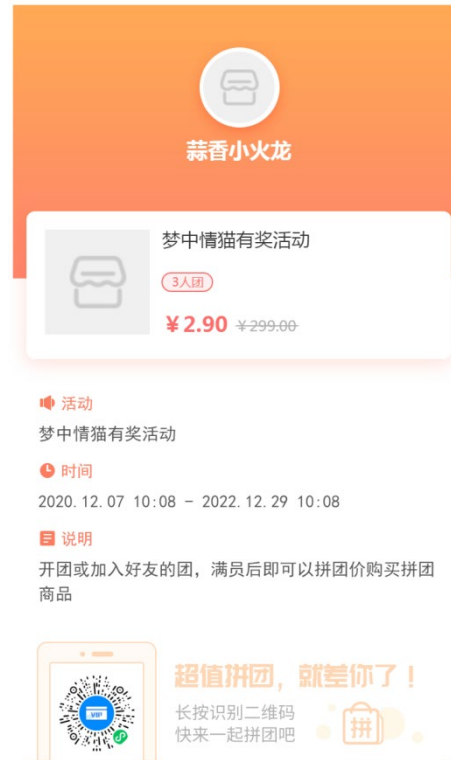 蒜香小火龙
梦中情猫有奖活动
3人团
￥2.90 ￥299.00
活动
梦中情猫有奖活动
时间
2020.12.07 10:08 - 2022.12.29 10:08
说明
开团或加入好友的团，满员后即可以拼团价购买拼团
商品
超值拼团，就差你了！
长按识别二维码
快来一起拼团吧
拼
VIP